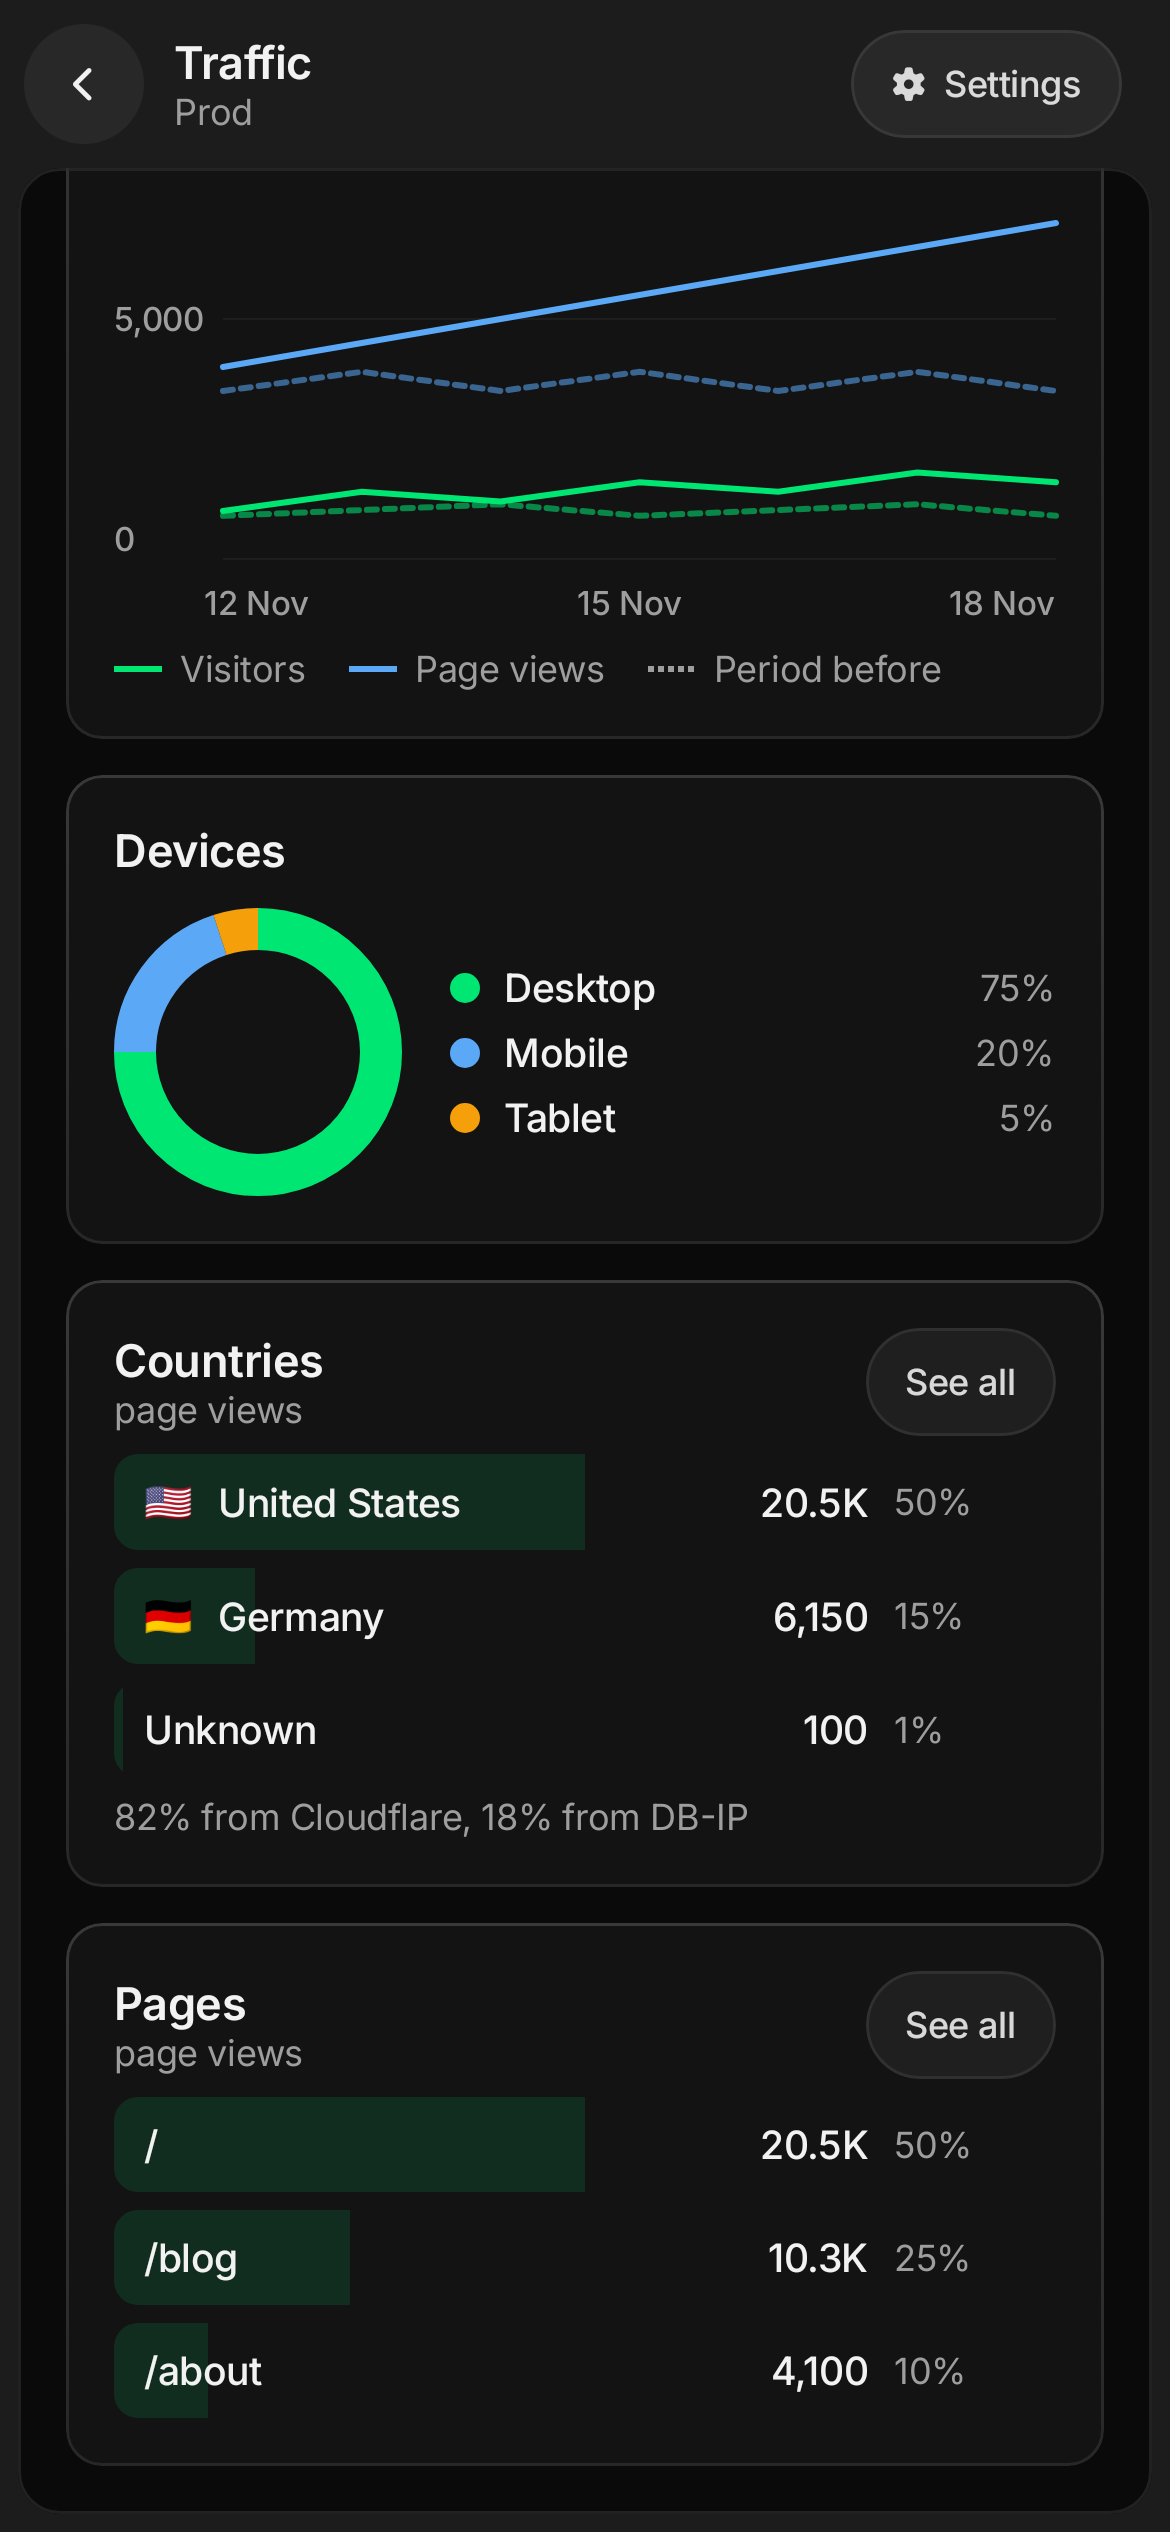 Traffic
Prod
Settings
5,000
0
12 Nov 15 Nov 18 Nov
Visitors Page views Period before
Devices
Desktop 75%
Mobile 20%
Tablet 5%
Countries
page views
See all
United States 20.5K 50%
Germany 6,150 15%
Unknown 100 1%
82% from Cloudflare, 18% from DB-IP
Pages
page views
See all
/ 20.5K 50%
/blog 10.3K 25%
/about 4,100 10%